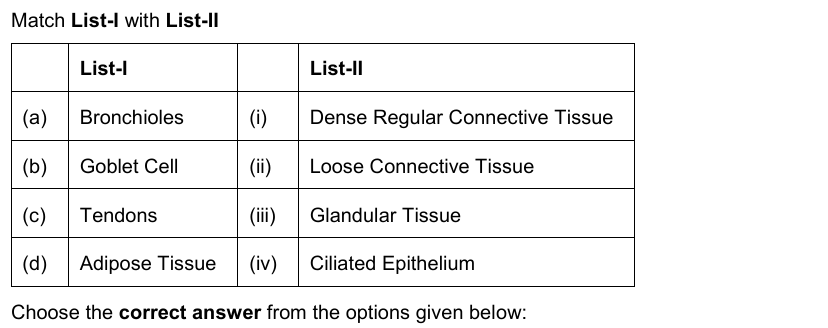 Match List-I with List-II
List-I List-II
(a) Bronchioles (i) Dense Regular Connective Tissue
(b) Goblet Cell (ii) Loose Connective Tissue
(c) Tendons (iii) Glandular Tissue
(d) Adipose Tissue (iv) Ciliated Epithelium
Choose the correct answer from the options given below: